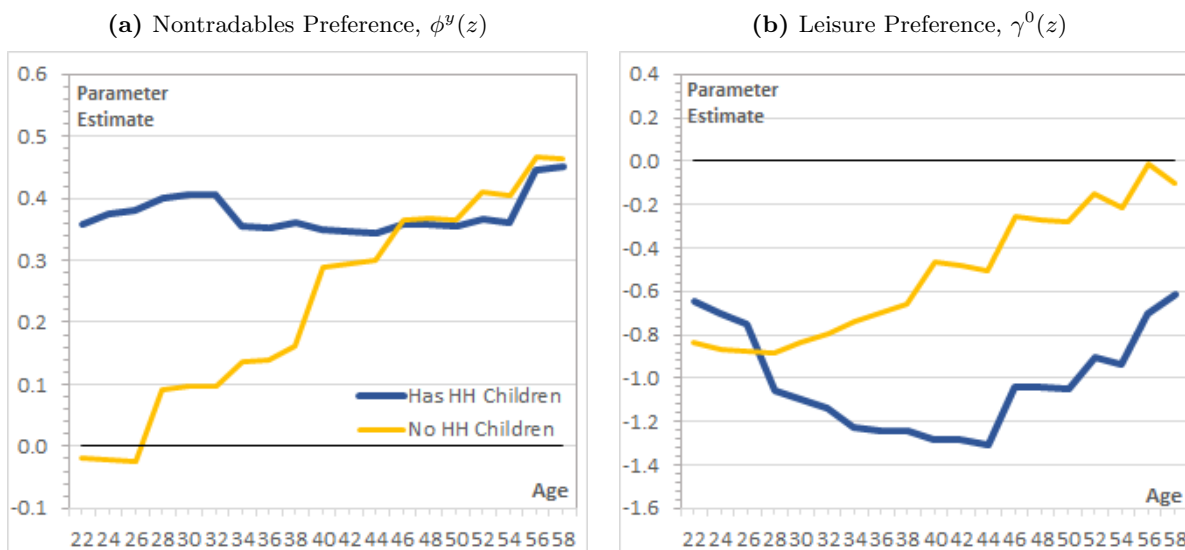 (a) Nontradables Preference, ϕ^y(z)
0.6
Parameter
Estimate
0.5
0.4
0.3
0.2
0.1
Has HH Children
No HH Children
0.0
Age
-0.1
22 24 26 28 30 32 34 36 38 40 42 44 46 48 50 52 54 56 58
(b) Leisure Preference, γ^0(z)
0.4
Parameter
Estimate
0.2
0.0
-0.2
-0.4
-0.6
-0.8
-1.0
-1.2
-1.4
Age
-1.6
22 24 26 28 30 32 34 36 38 40 42 44 46 48 50 52 54 56 58